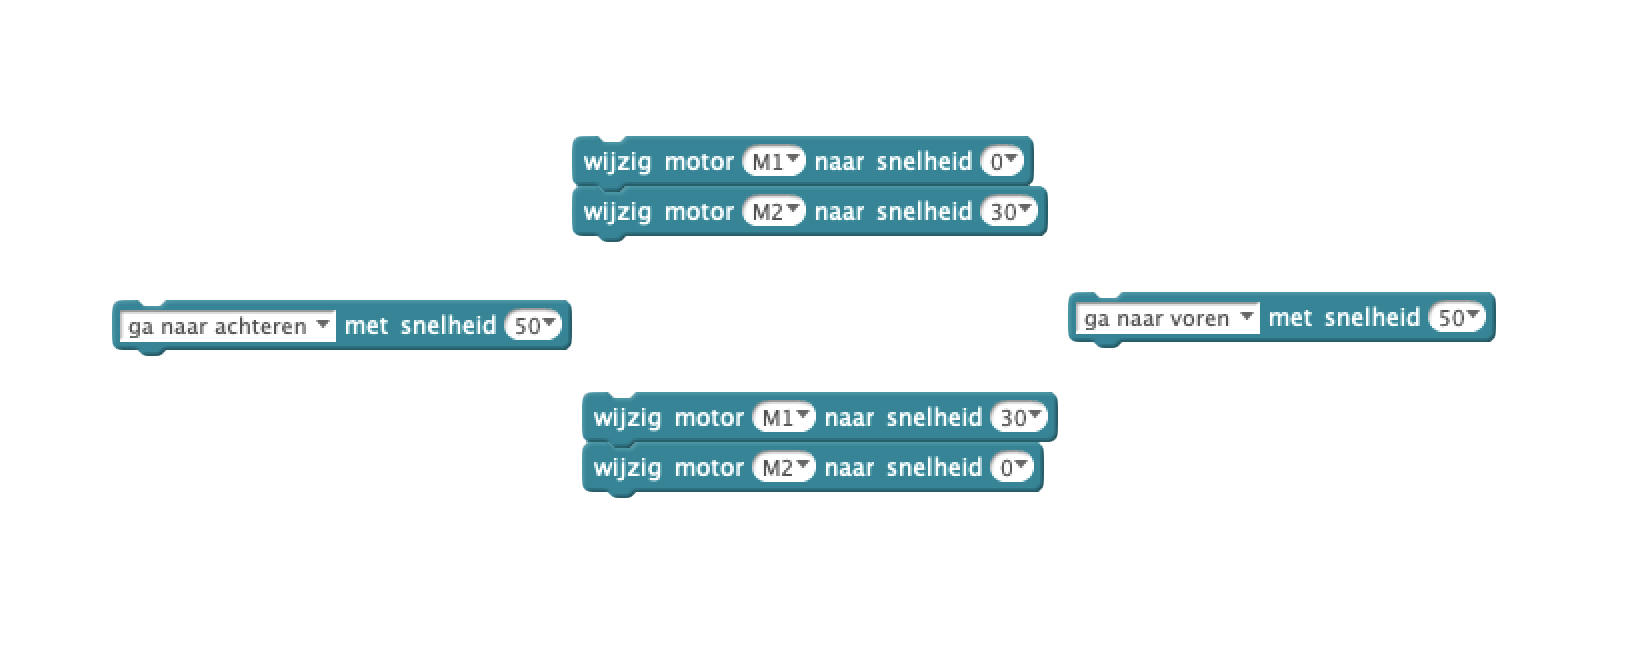 wijzig motor M1 naar snelheid 0
wijzig motor M2 naar snelheid 30
ga naar achteren met snelheid 50
ga naar voren met snelheid 50
wijzig motor M1 naar snelheid 30
wijzig motor M2 naar snelheid 0